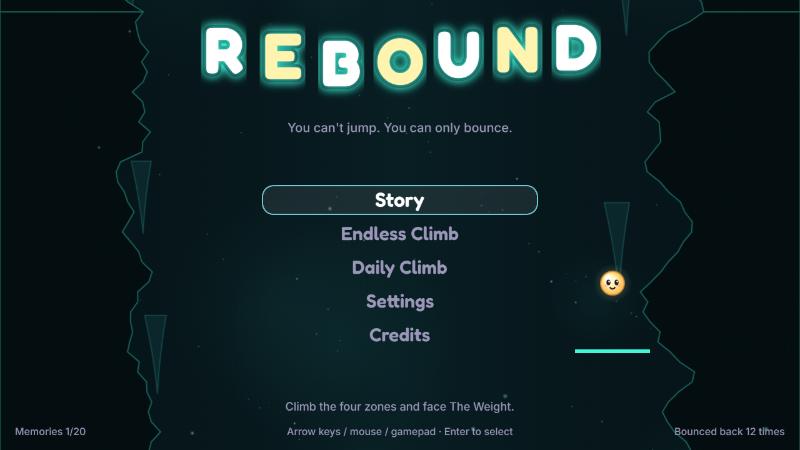 REBOUND
You can't jump. You can only bounce.
Story
Endless Climb
Daily Climb
Settings
Credits
Climb the four zones and face The Weight.
Memories 1/20
Arrow keys / mouse / gamepad · Enter to select
Bounced back 12 times